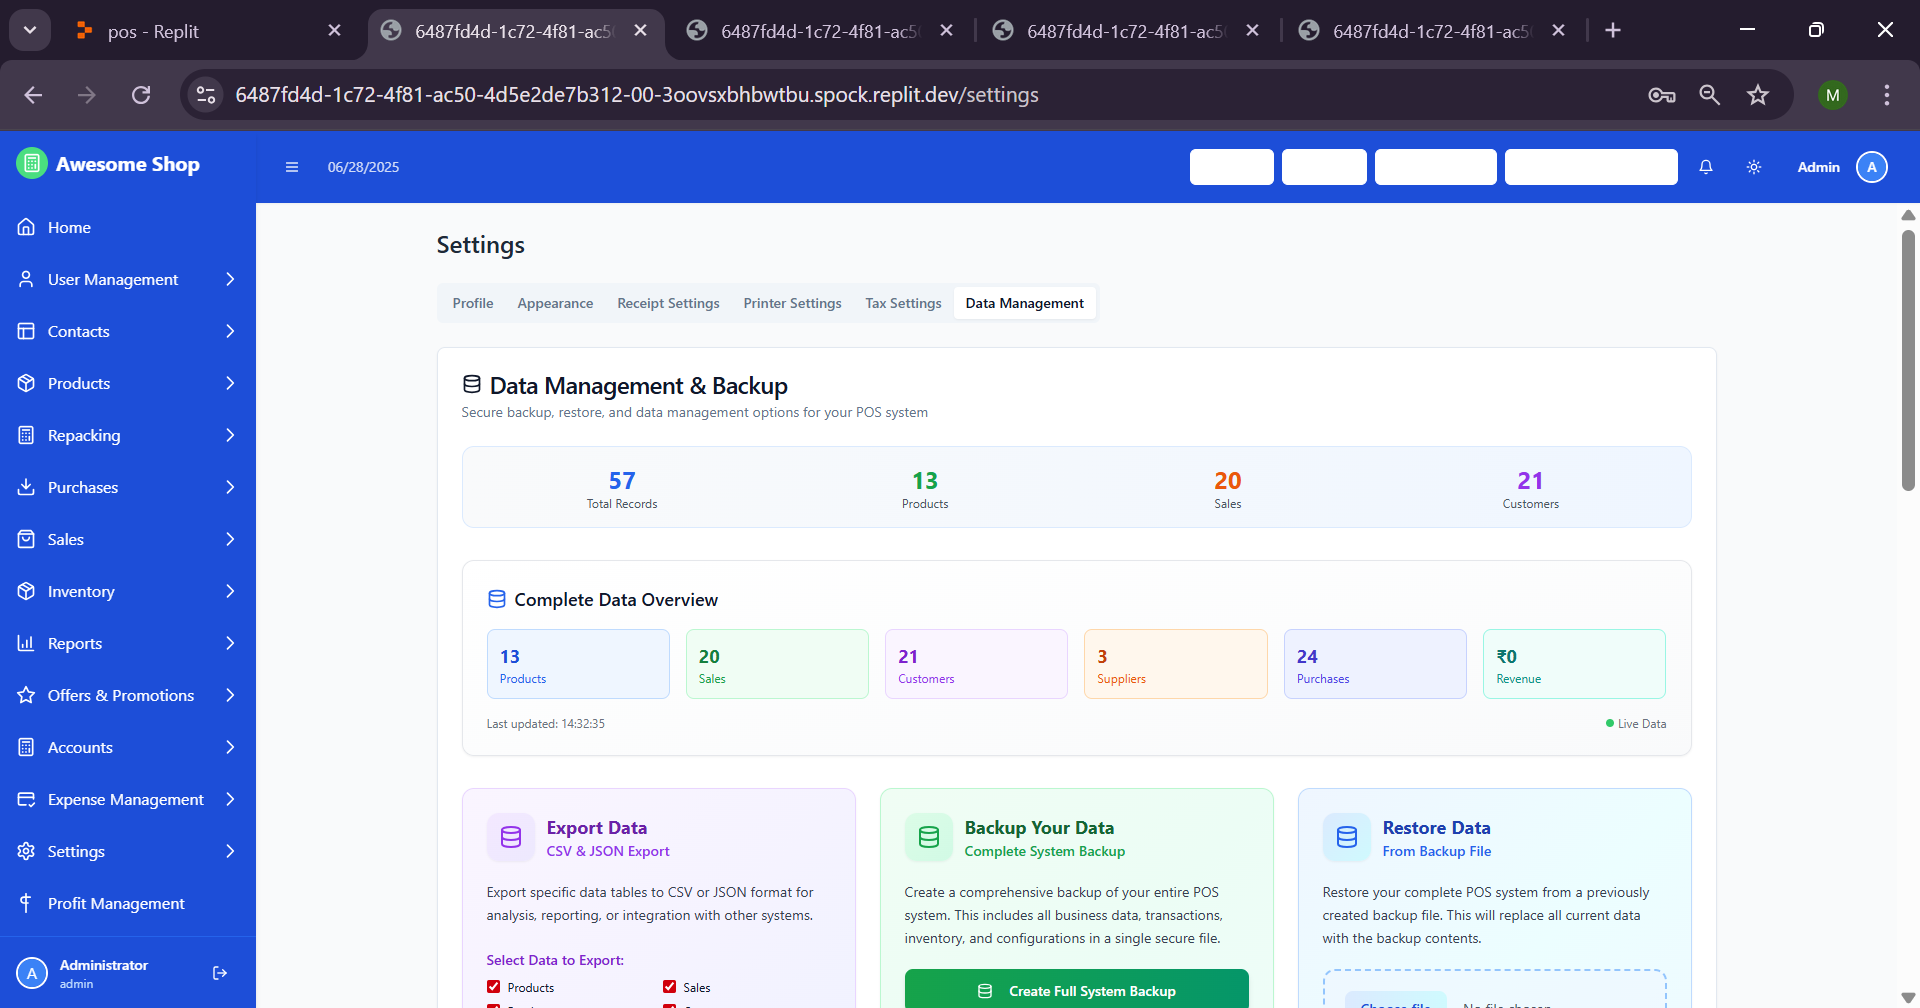 pos - Replit
6487fd4d-1c72-4f81-ac5
6487fd4d-1c72-4f81-ac5
6487fd4d-1c72-4f81-ac5
6487fd4d-1c72-4f81-ac5
6487fd4d-1c72-4f81-ac50-4d5e2de7b312-00-3oovsxbhbwtbu.spock.replit.dev/settings
M
Awesome Shop
06/28/2025
Admin
A
Home
User Management
Contacts
Products
Repacking
Purchases
Sales
Inventory
Reports
Offers & Promotions
Accounts
Expense Management
Settings
Profit Management
A
Administrator
admin
Settings
Profile Appearance Receipt Settings Printer Settings Tax Settings Data Management
Data Management & Backup
Secure backup, restore, and data management options for your POS system
57 13 20 21
Total Records Products Sales Customers
Complete Data Overview
13 20 21 3 24 ₹0
Products Sales Customers Suppliers Purchases Revenue
Last updated: 14:32:35
Live Data
Export Data
CSV & JSON Export
Export specific data tables to CSV or JSON format for
analysis, reporting, or integration with other systems.
Select Data to Export:
Products Sales
Backup Your Data
Complete System Backup
Create a comprehensive backup of your entire POS
system. This includes all business data, transactions,
inventory, and configurations in a single secure file.
Create Full System Backup
Restore Data
From Backup File
Restore your complete POS system from a previously
created backup file. This will replace all current data
with the backup contents.
Choose file No file chosen